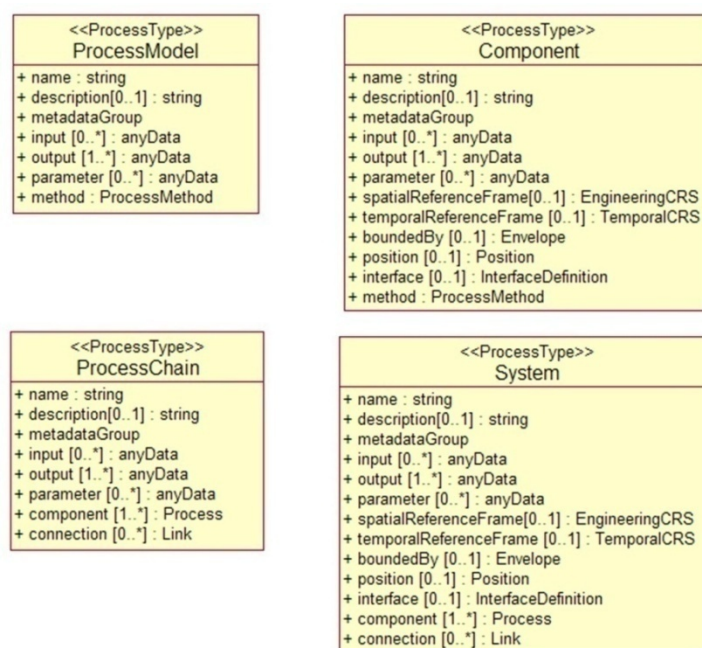 <<ProcessType>>
ProcessModel
+ name : string
+ description[0..1] : string
+ metadataGroup
+ input [0..*] : anyData
+ output [1..*] : anyData
+ parameter [0..*] : anyData
+ method : ProcessMethod
<<ProcessType>>
Component
+ name : string
+ description[0..1] : string
+ metadataGroup
+ input [0..*] : anyData
+ output [1..*] : anyData
+ parameter [0..*] : anyData
+ spatialReferenceFrame[0..1] : EngineeringCRS
+ temporalReferenceFrame [0..1] : TemporalCRS
+ boundedBy [0..1] : Envelope
+ position [0..1] : Position
+ interface [0..1] : InterfaceDefinition
+ method : ProcessMethod
<<ProcessType>>
ProcessChain
+ name : string
+ description[0..1] : string
+ metadataGroup
+ input [0..*] : anyData
+ output [1..*] : anyData
+ parameter [0..*] : anyData
+ component [1..*] : Process
+ connection [0..*] : Link
<<ProcessType>>
System
+ name : string
+ description[0..1] : string
+ metadataGroup
+ input [0..*] : anyData
+ output [1..*] : anyData
+ parameter [0..*] : anyData
+ spatialReferenceFrame[0..1] : EngineeringCRS
+ temporalReferenceFrame [0..1] : TemporalCRS
+ boundedBy [0..1] : Envelope
+ position [0..1] : Position
+ interface [0..1] : InterfaceDefinition
+ component [1..*] : Process
+ connection [0..*] : Link